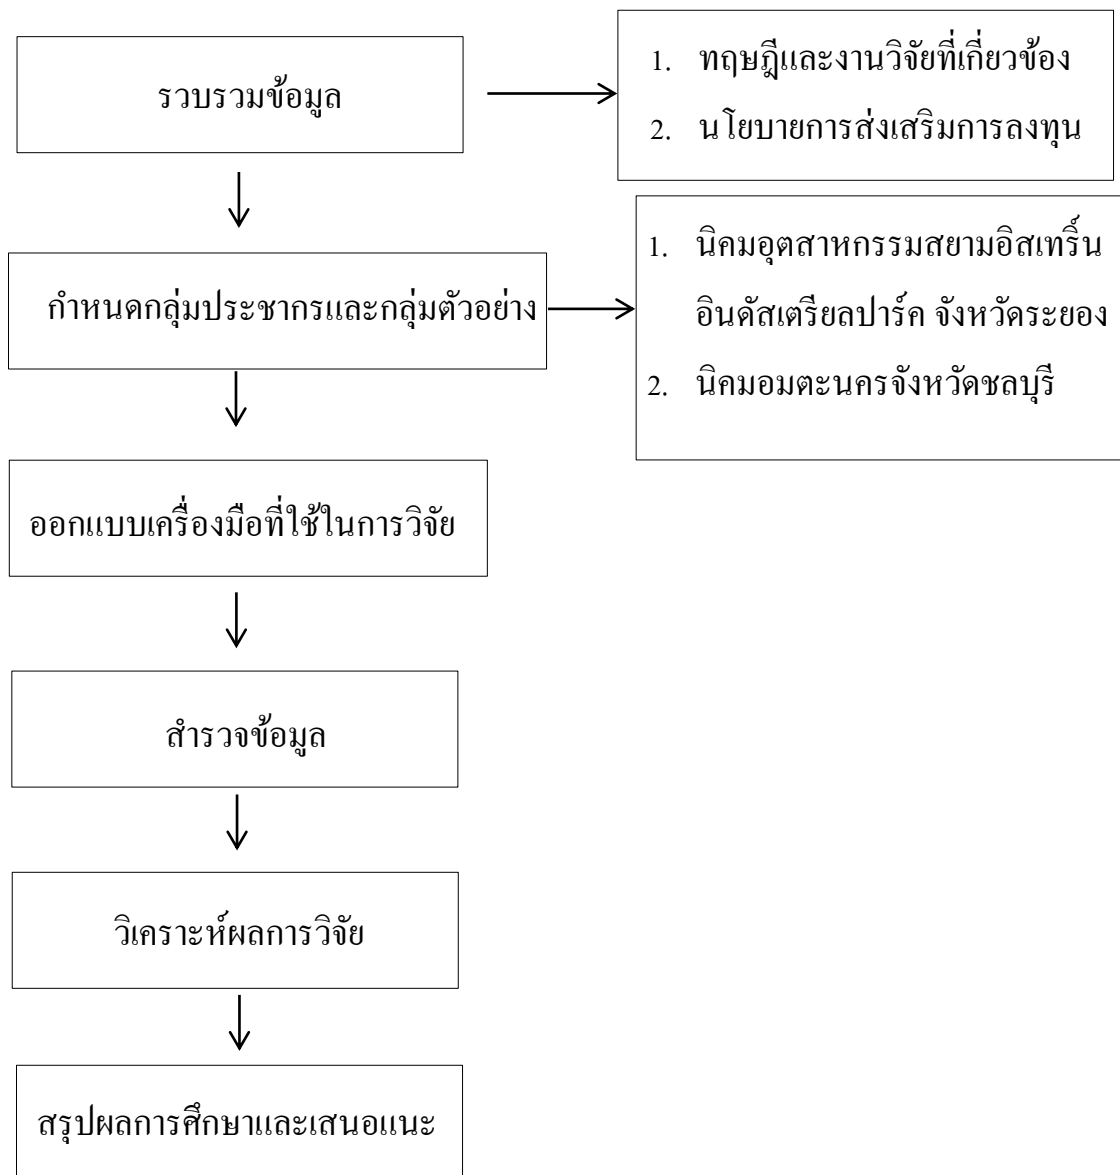 รวบรวมข้อมูล
1. ทฤษฎีและงานวิจัยที่เกี่ยวข้อง
2. นโยบายการส่งเสริมการลงทุน
กำหนดกลุ่มประชากรและกลุ่มตัวอย่าง
1. นิคมอุตสาหกรรมสยามอิสเทริ์น
อินดัสเตรียลปาร์ค จังหวัดระยอง
2. นิคมอมตะนครจังหวัดชลบุรี
ออกแบบเครื่องมือที่ใช้ในการวิจัย
สำรวจข้อมูล
วิเคราะห์ผลการวิจัย
สรุปผลการศึกษาและเสนอแนะ